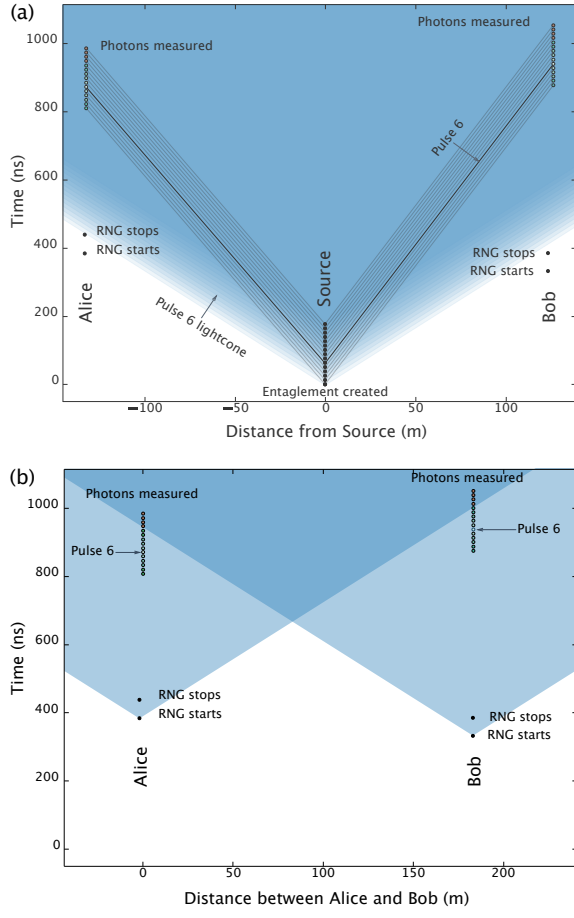 (a)
1000
800
600
400
200
0
Time (ns)
Photons measured
Photons measured
Pulse 6
RNG stops
RNG starts
Alice
Source
RNG stops
RNG starts
Bob
Pulse 6 lightcone
Entaglement created
−100
−50
0
50
100
Distance from Source (m)
(b)
1000
800
600
400
200
0
Time (ns)
Photons measured
Photons measured
Pulse 6
Pulse 6
RNG stops
RNG starts
RNG stops
RNG starts
Alice
Bob
0
50
100
150
200
Distance between Alice and Bob (m)